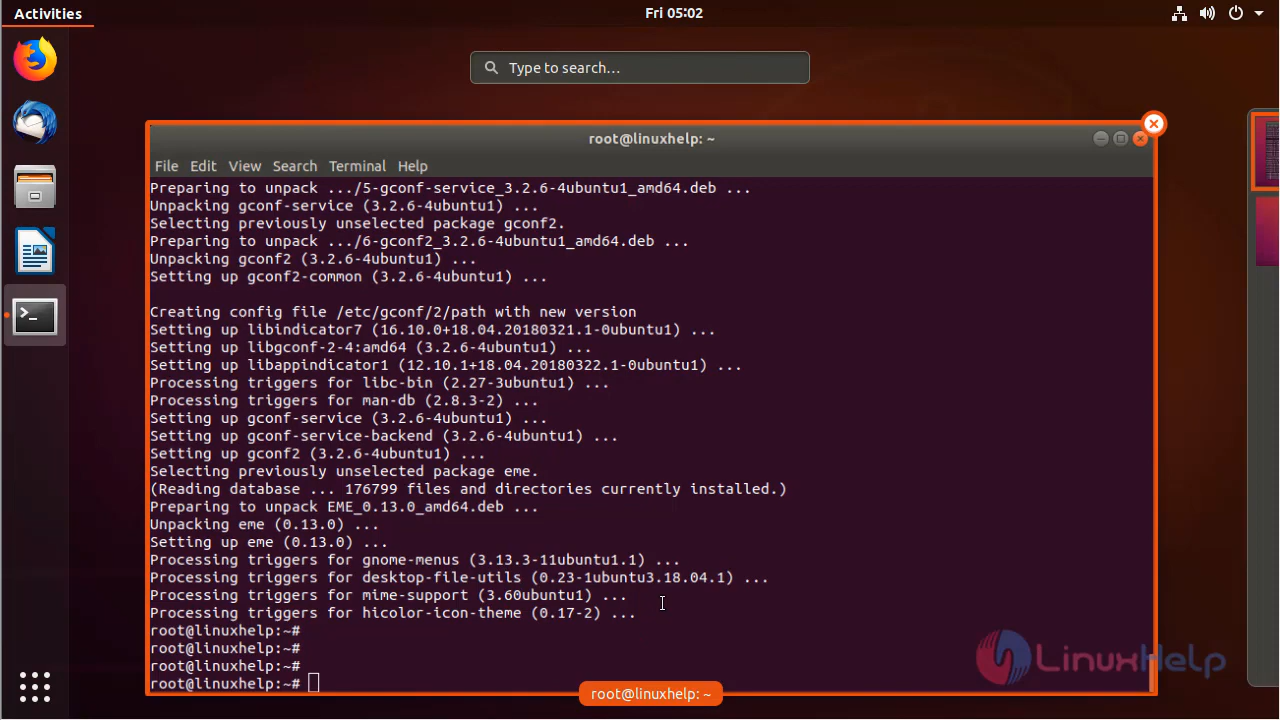 Activities
Fri 05:02
Type to search...
root@linuxhelp: ~
File Edit View Search Terminal Help
Preparing to unpack .../5-gconf-service_3.2.6-4ubuntu1_amd64.deb ...
Unpacking gconf-service (3.2.6-4ubuntu1) ...
Selecting previously unselected package gconf2.
Preparing to unpack .../6-gconf2_3.2.6-4ubuntu1_amd64.deb ...
Unpacking gconf2 (3.2.6-4ubuntu1) ...
Setting up gconf2-common (3.2.6-4ubuntu1) ...
Creating config file /etc/gconf/2/path with new version
Setting up libindicator7 (16.10.0+18.04.20180321.1-0ubuntu1) ...
Setting up libgconf-2-4:amd64 (3.2.6-4ubuntu1) ...
Setting up libappindicator1 (12.10.1+18.04.20180322.1-0ubuntu1) ...
Processing triggers for libc-bin (2.27-3ubuntu1) ...
Processing triggers for man-db (2.8.3-2) ...
Setting up gconf-service (3.2.6-4ubuntu1) ...
Setting up gconf-service-backend (3.2.6-4ubuntu1) ...
Setting up gconf2 (3.2.6-4ubuntu1) ...
Selecting previously unselected package eme.
(Reading database ... 176799 files and directories currently installed.)
Preparing to unpack EME_0.13.0_amd64.deb ...
Unpacking eme (0.13.0) ...
Setting up eme (0.13.0) ...
Processing triggers for gnome-menus (3.13.3-11ubuntu1.1) ...
Processing triggers for desktop-file-utils (0.23-1ubuntu3.18.04.1) ...
Processing triggers for mime-support (3.60ubuntu1) ...
Processing triggers for hicolor-icon-theme (0.17-2) ...
root@linuxhelp:~#
root@linuxhelp:~#
root@linuxhelp:~#
root@linuxhelp:~#
LinuxHelp
root@linuxhelp: ~